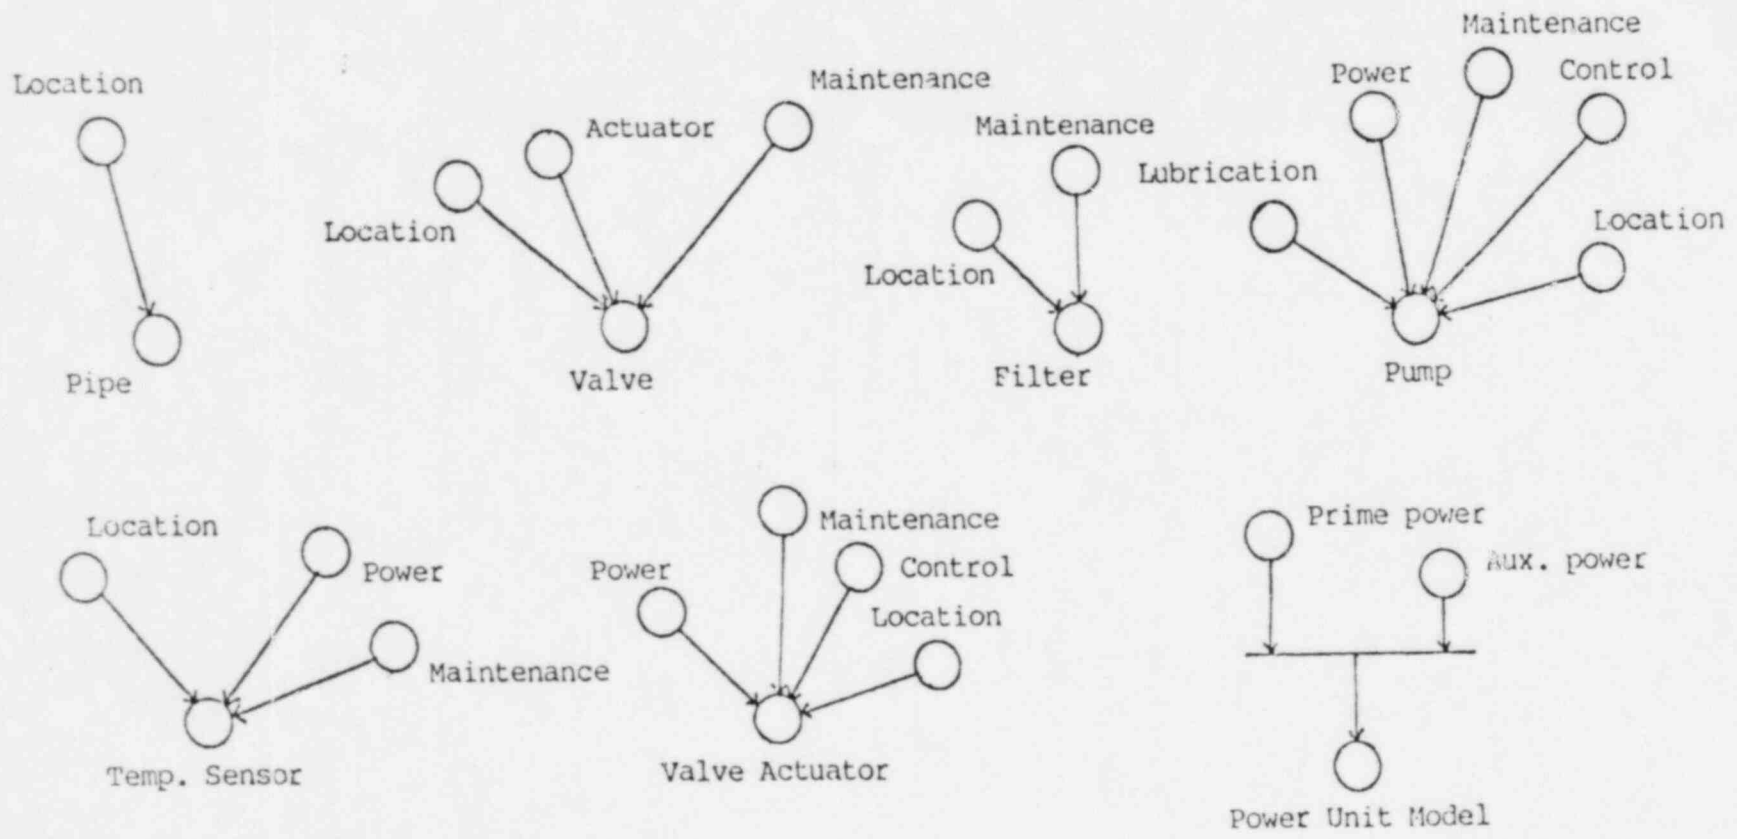 Location
Pipe
Location
Actuator
Maintenance
Valve
Maintenance
Location
Filter
Lubrication
Power
Maintenance
Control
Location
Pump
Location
Power
Maintenance
Temp. Sensor
Power
Maintenance
Control
Location
Valve Actuator
Prime power
Aux. power
Power Unit Model